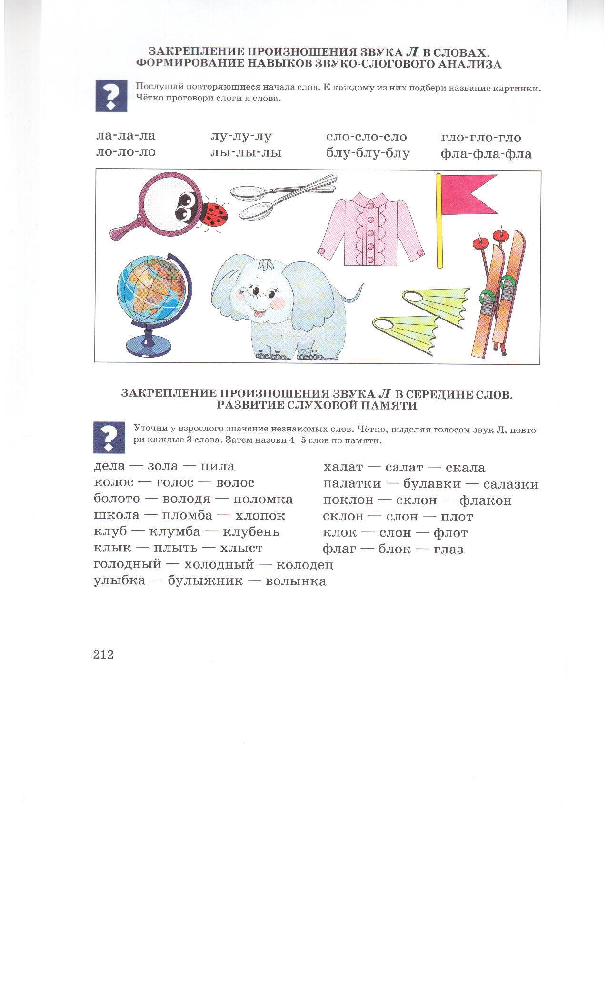 ЗАКРЕПЛЕНИЕ ПРОИЗНОШЕНИЯ ЗВУКА Л В СЛОВАХ.
ФОРМИРОВАНИЕ НАВЫКОВ ЗВУКО-СЛОГОВОГО АНАЛИЗА
Послушай повторяющиеся начала слов. К каждому из них подбери название картинки.
Чётко проговори слоги и слова.
ла-ла-ла лу-лу-лу сло-сло-сло гло-гло-гло
ло-ло-ло лы-лы-лы блу-блу-блу фла-фла-фла
ЗАКРЕПЛЕНИЕ ПРОИЗНОШЕНИЯ ЗВУКА Л В СЕРЕДИНЕ СЛОВ.
РАЗВИТИЕ СЛУХОВОЙ ПАМЯТИ
Уточни у взрослого значение незнакомых слов. Чётко, выделяя голосом звук Л, повто-
ри каждые 3 слова. Затем назови 4–5 слов по памяти.
дела — зола — пила
колос — голос — волос
болото — володя — поломка
школа — пломба — хлопок
клуб — клумба — клубень
клык — плыть — хлыст
голодный — холодный — колодец
улыбка — булыжник — волынка
халат — салат — скала
палатки — булавки — салазки
поклон — склон — флакон
склон — слон — плот
клок — слон — флот
флаг — блок — глаз
212